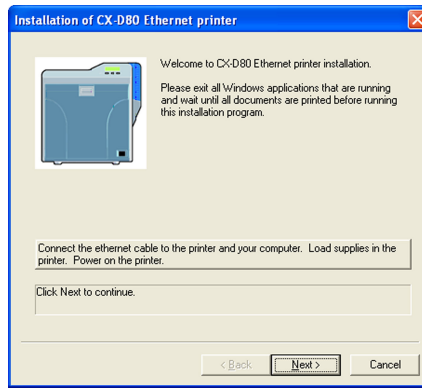 Installation of CX-D80 Ethernet printer
Welcome to CX-D80 Ethernet printer installation.
Please exit all Windows applications that are running
and wait until all documents are printed before running
this installation program.
Connect the ethernet cable to the printer and your computer.  Load supplies in the
printer.  Power on the printer.
Click Next to continue.
< Back
Next >
Cancel